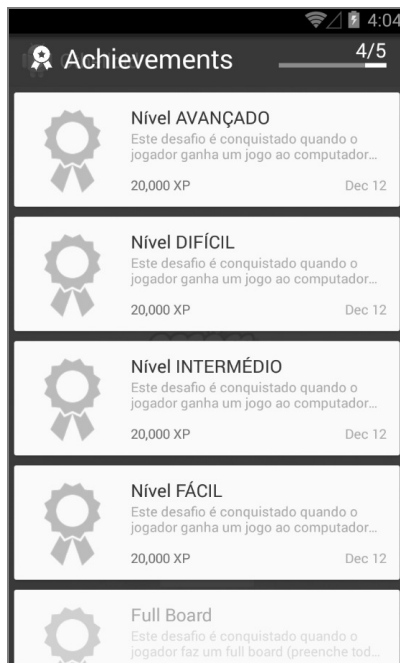 4:04
Achievements
4/5
Nível AVANÇADO
Este desafio é conquistado quando o
jogador ganha um jogo ao computador...
20,000 XP
Dec 12
Nível DIFÍCIL
Este desafio é conquistado quando o
jogador ganha um jogo ao computador...
20,000 XP
Dec 12
Nível INTERMÉDIO
Este desafio é conquistado quando o
jogador ganha um jogo ao computador...
20,000 XP
Dec 12
Nível FÁCIL
Este desafio é conquistado quando o
jogador ganha um jogo ao computador...
20,000 XP
Dec 12
Full Board
Este desafio é conquistado quando o
jogador faz um full board (preenche tod...